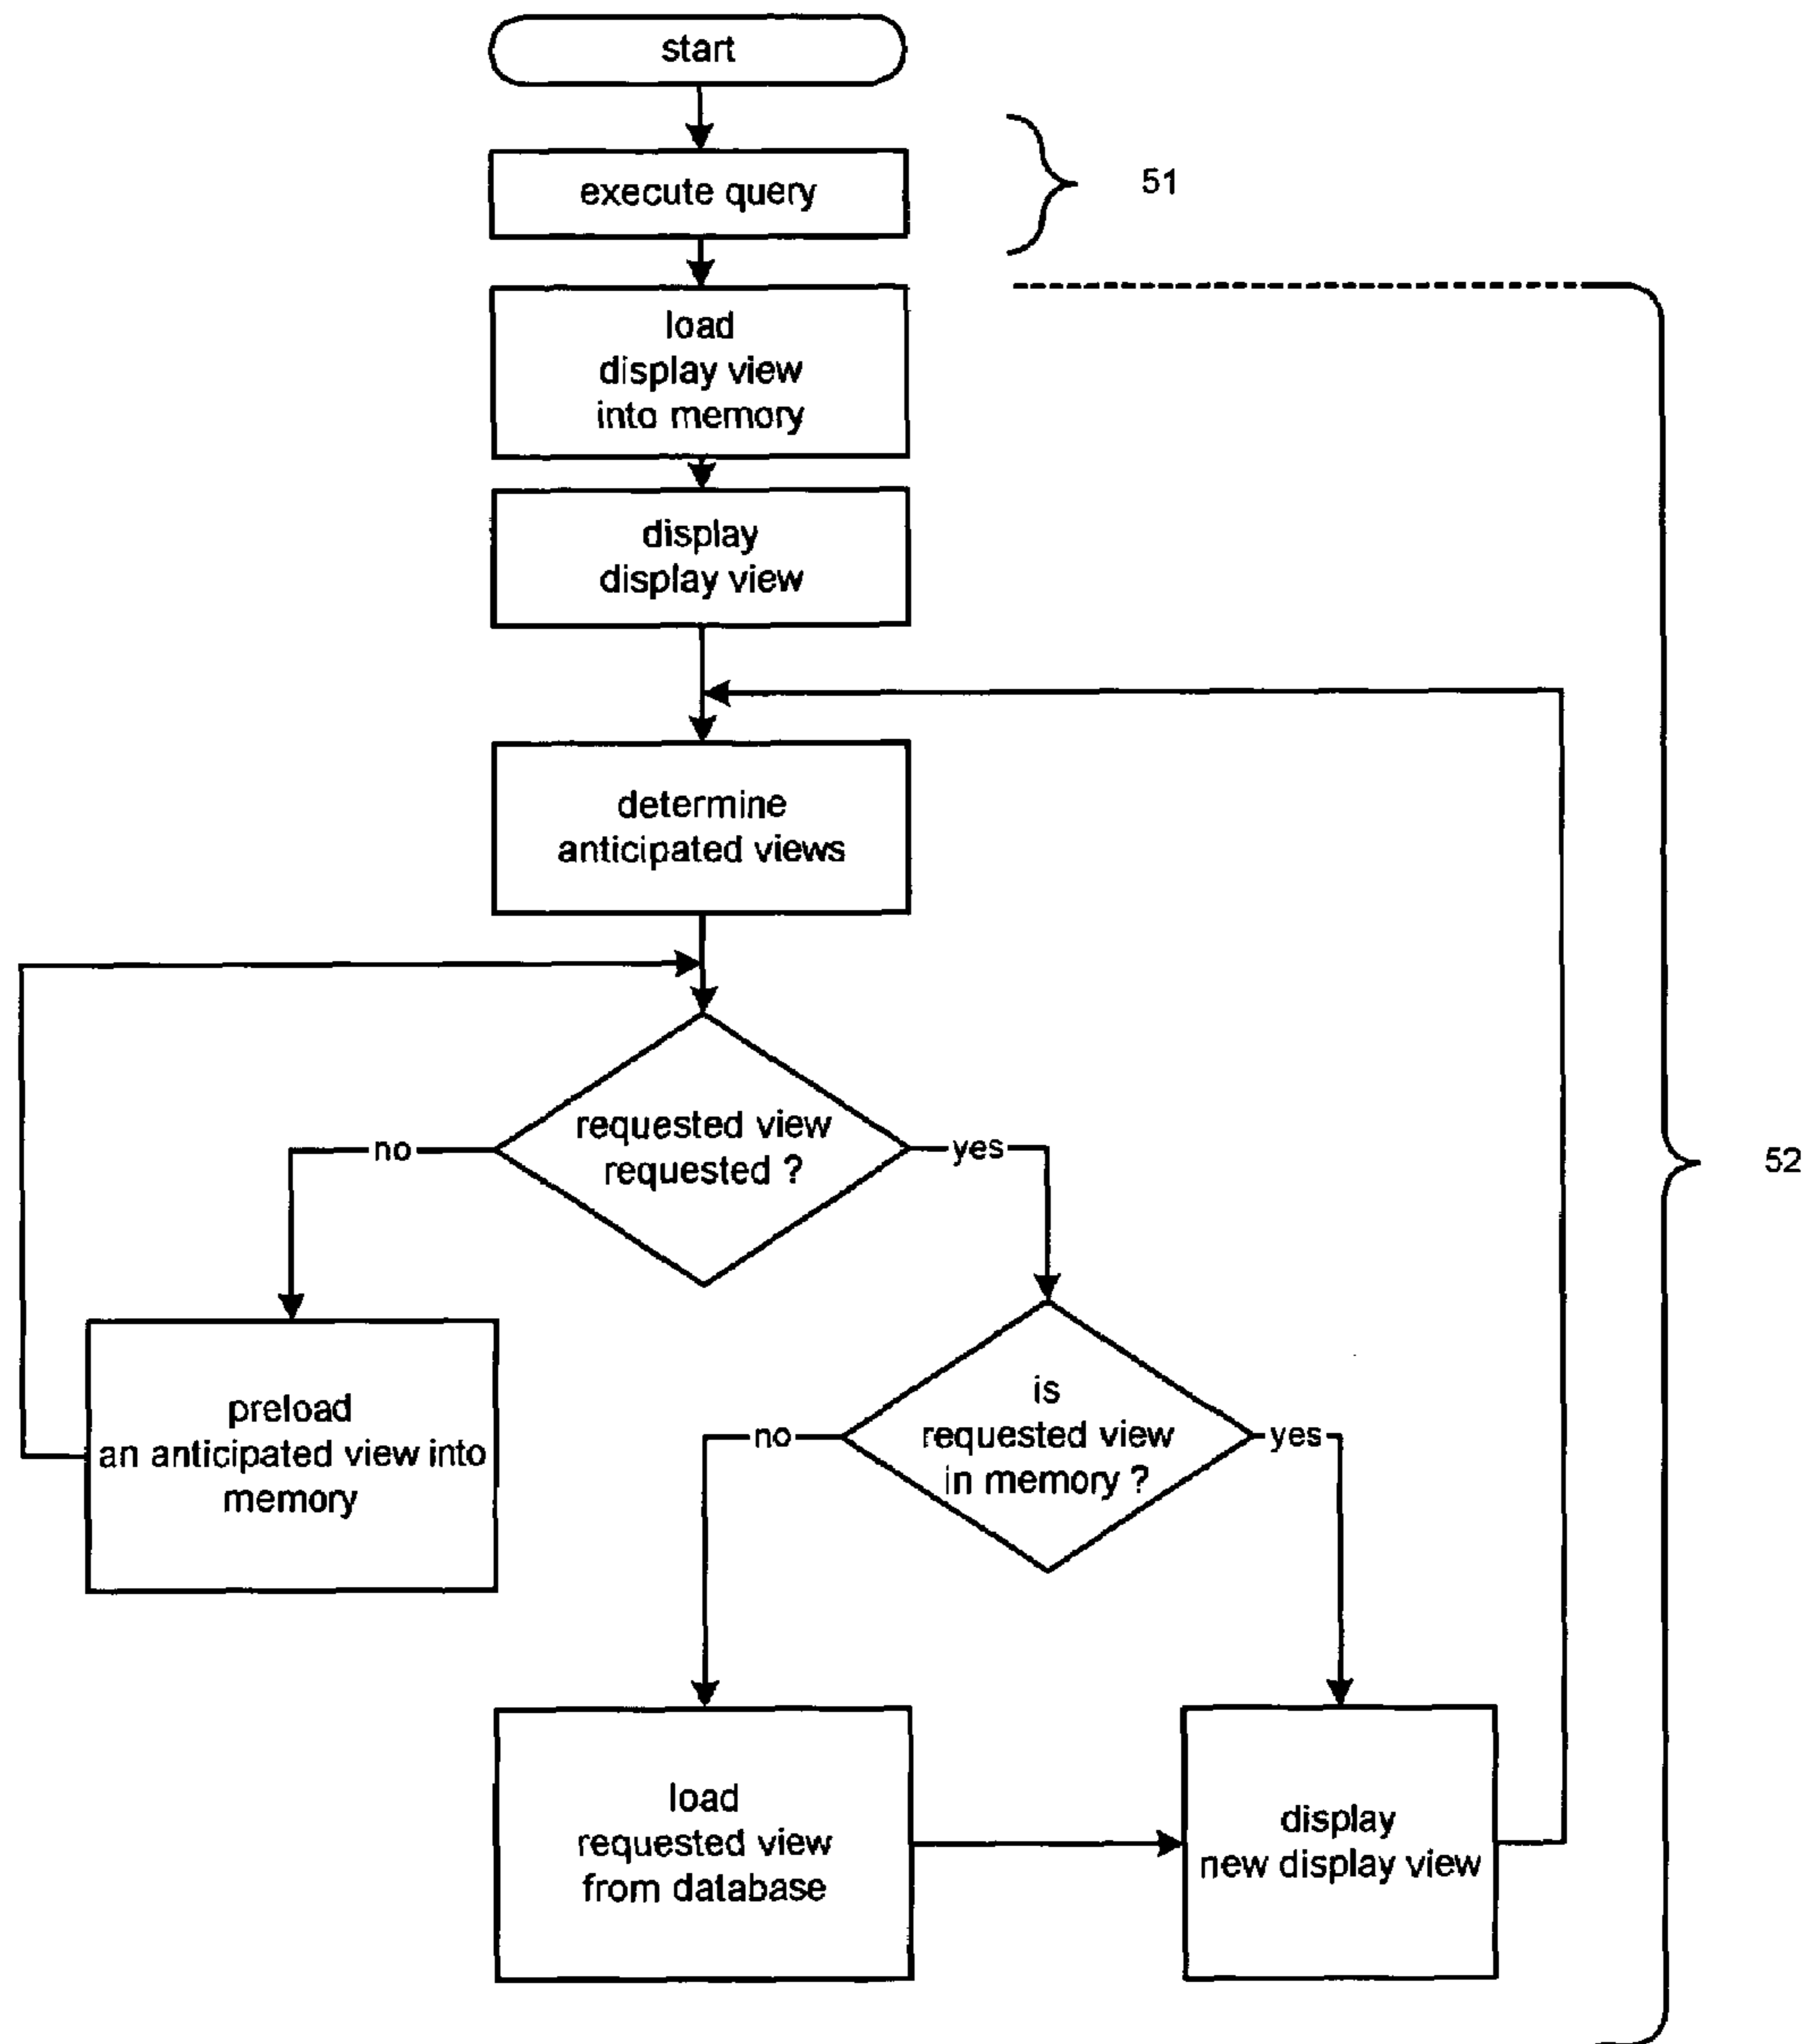 start
execute query
51
load
display view
into memory
display
display view
determine
anticipated views
requested view
requested ?
no
yes
52
is
requested view
in memory ?
no
yes
preload
an anticipated view into
memory
load
requested view
from database
display
new display view